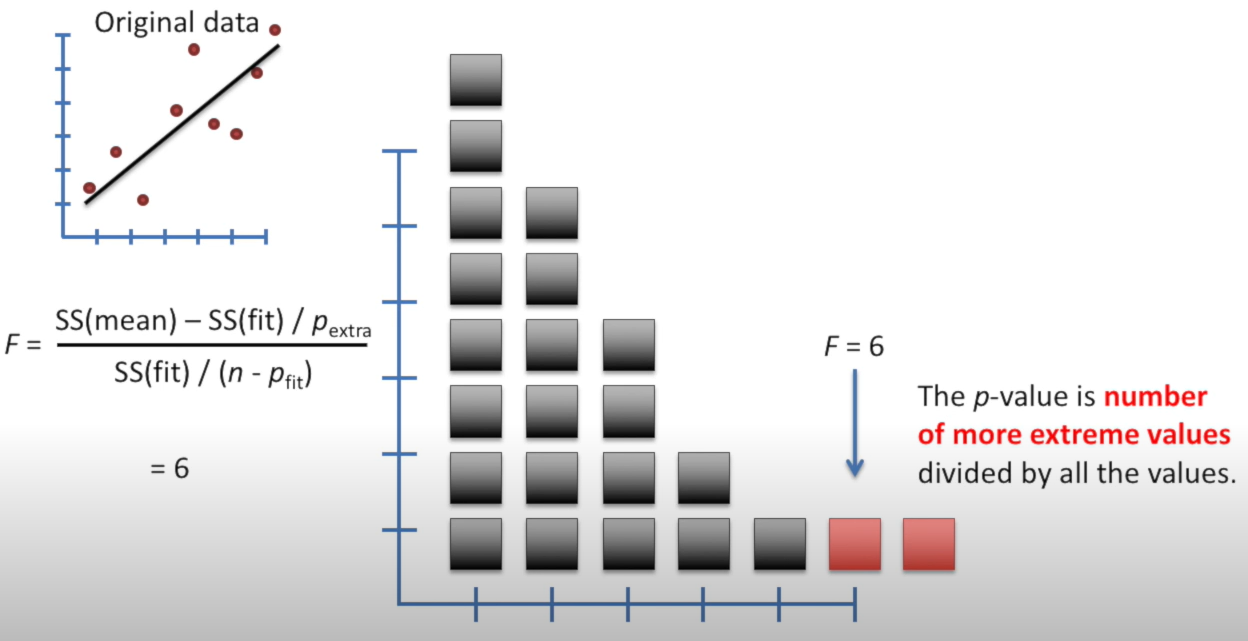 Original data
F = SS(mean) – SS(fit) / pextra
SS(fit) / (n - pfit)
= 6
F = 6
The p-value is number
of more extreme values
divided by all the values.